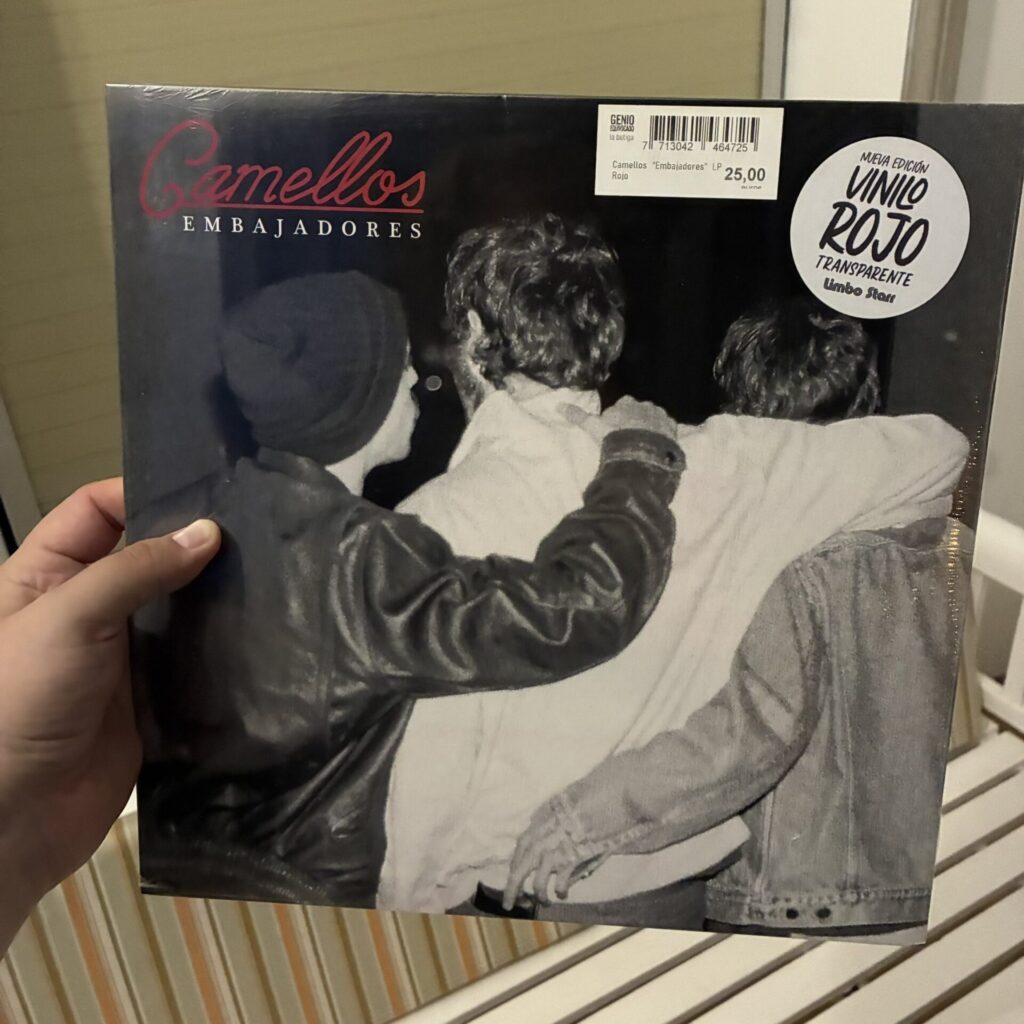 Camellos
EMBAJADORES
GENIO
EQUIVOCADO
la botiga
7 713042 464725
Camellos "Embajadores" LP
Rojo
25,00
NUEVA EDICIÓN
VINILO
ROJO
TRANSPARENTE
Limbo Starr